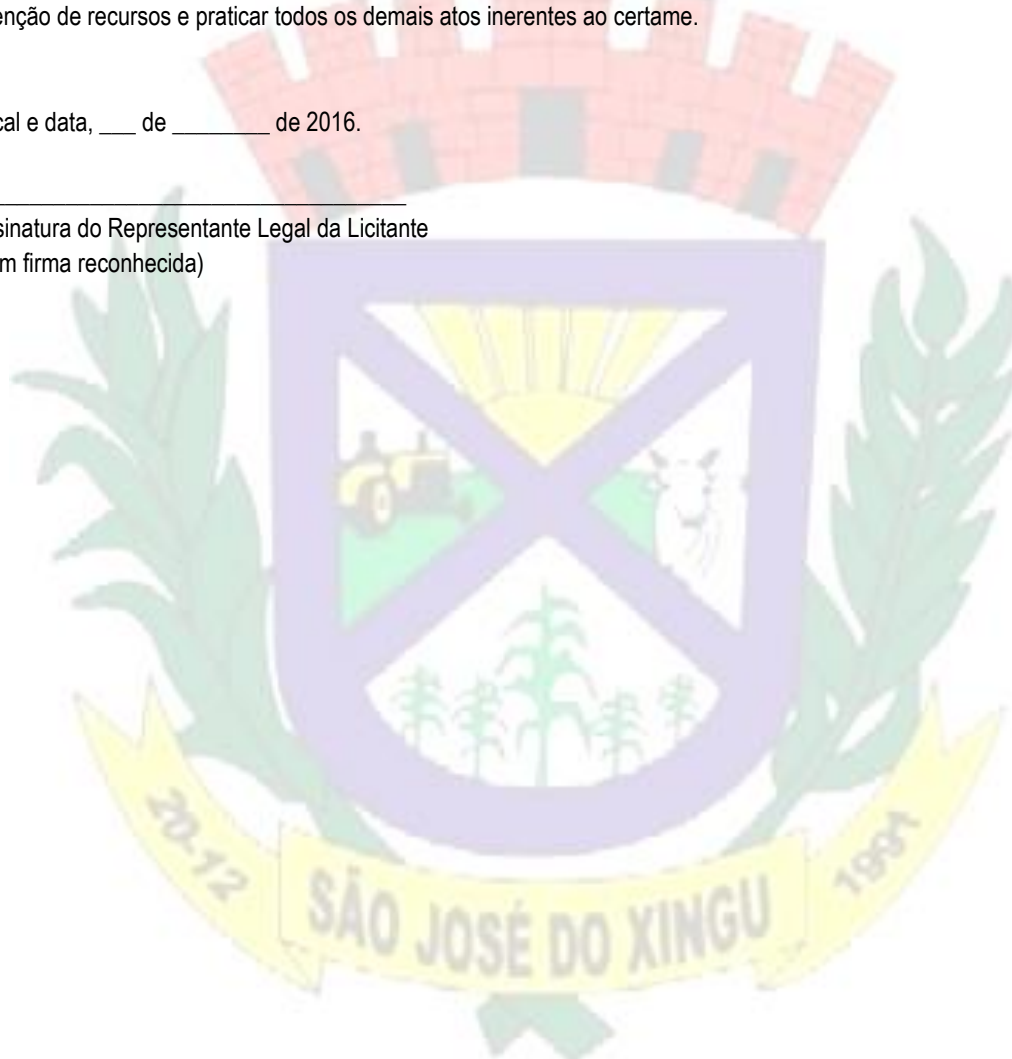 enção de recursos e praticar todos os demais atos inerentes ao certame.
cal e data, ___ de ________ de 2016.
sinatura do Representante Legal da Licitante
m firma reconhecida)
20-12
SÃO JOSÉ DO XINGU
1991